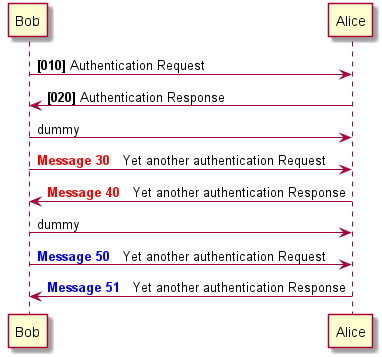 Bob Alice
[010] Authentication Request
[020] Authentication Response
dummy
Message 30 Yet another authentication Request
Message 40 Yet another authentication Response
dummy
Message 50 Yet another authentication Request
Message 51 Yet another authentication Response
Bob Alice